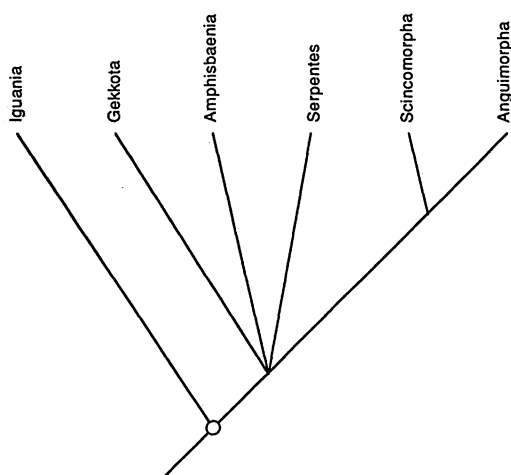 Iguania
Gekkota
Amphisbaenia
Serpentes
Scincomorpha
Anguimorpha